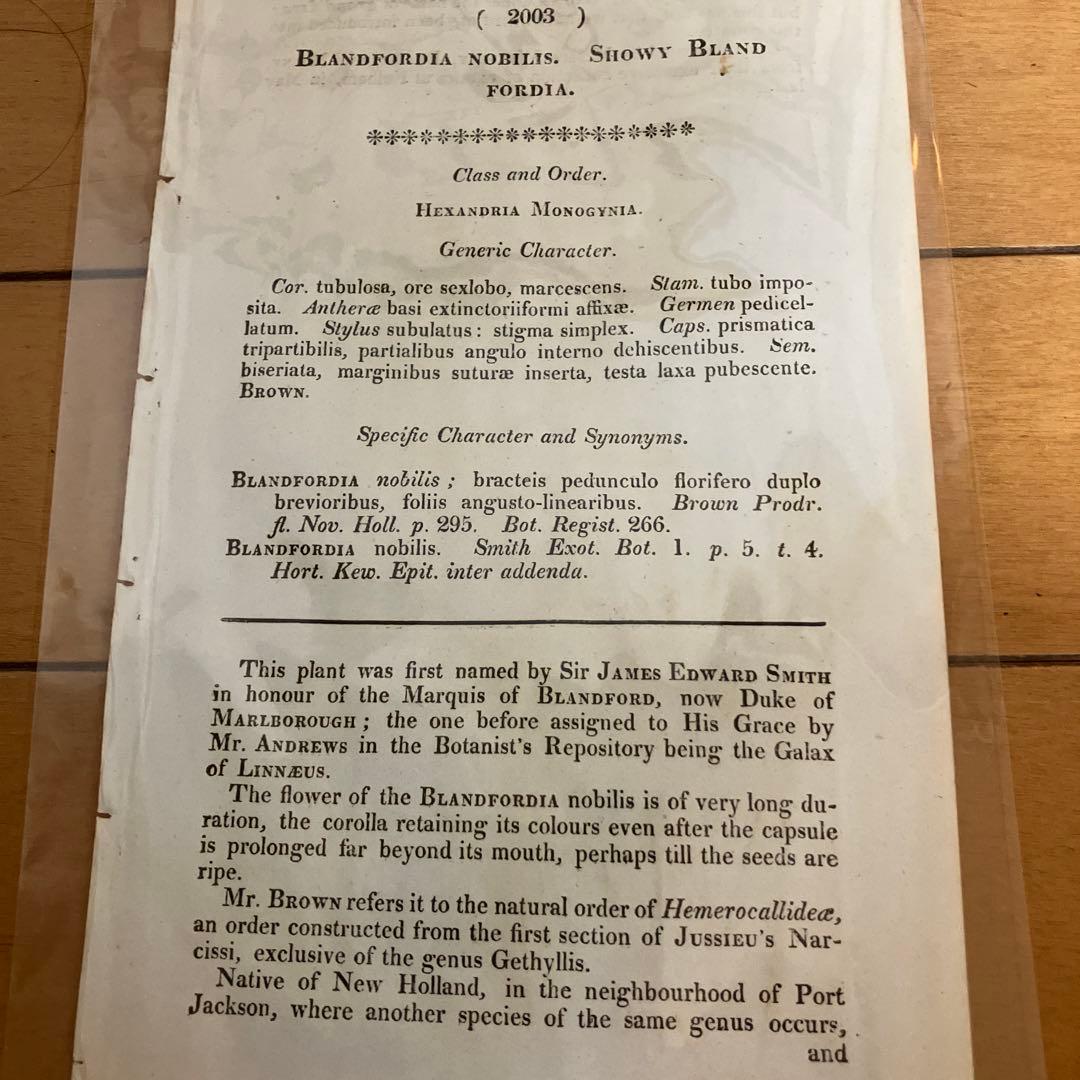 ( 2003 )
BLANDFORDIA NOBILIS. SHOWY BLAND
FORDIA.
*******************
Class and Order.
HEXANDRIA MONOGYNIA.
Generic Character.
Cor. tubulosa, ore sexlobo, marcescens. Stam. tubo impo-
sita. Antheræ basi extinctoriiformi affixæ. Germen pedicel-
latum. Stylus subulatus: stigma simplex. Caps. prismatica
tripartibilis, partialibus angulo interno dehiscentibus. Sem.
biseriata, marginibus suturæ inserta, testa laxa pubescente.
BROWN.
Specific Character and Synonyms.
BLANDFORDIA nobilis; bracteis pedunculo florifero duplo
brevioribus, foliis angusto-linearibus. Brown Prodr.
fl. Nov. Holl. p. 295. Bot. Regist. 266.
BLANDFORDIA nobilis. Smith Exot. Bot. 1. p. 5. t. 4.
Hort. Kew. Epit. inter addenda.
This plant was first named by Sir JAMES EDWARD SMITH
in honour of the Marquis of BLANDFORD, now Duke of
MARLBOROUGH; the one before assigned to His Grace by
Mr. ANDREWS in the Botanist's Repository being the Galax
of LINNÆUS.
The flower of the BLANDFORDIA nobilis is of very long du-
ration, the corolla retaining its colours even after the capsule
is prolonged far beyond its mouth, perhaps till the seeds are
ripe.
Mr. BROWN refers it to the natural order of Hemerocallideæ,
an order constructed from the first section of JUSSIEU'S Nar-
cissi, exclusive of the genus Gethyllis.
Native of New Holland, in the neighbourhood of Port
Jackson, where another species of the same genus occurs,
and